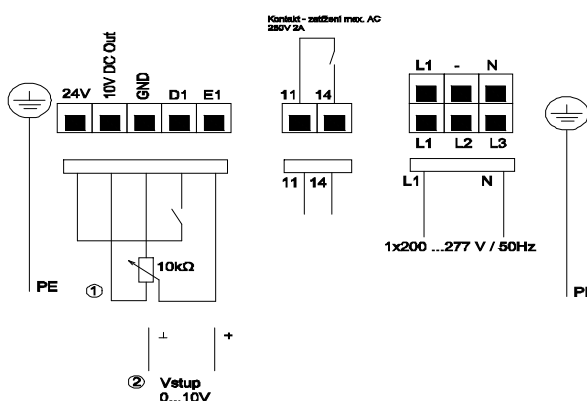 Kontakt - zatížení max. AC
250V 2A
24V 10V DC Out GND D1 E1
11 14
L1 - N
L1 L2 L3
11 14
L1 N
1x200 ...277 V / 50Hz
10kΩ
PE
1
PE
⊥ +
2 Vstup
0...10V